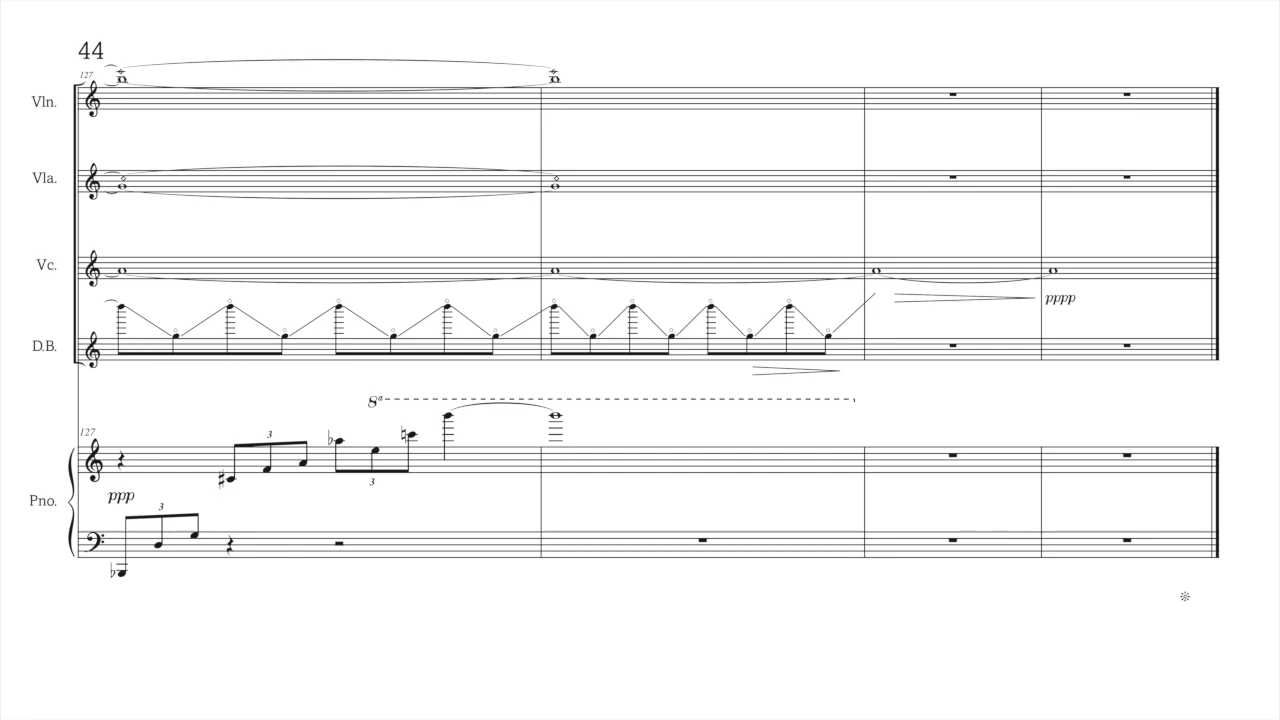 44
127
Vln.
Vla.
Vc.
pppp
D.B.
8a
127
3
3
Pno.
ppp
3